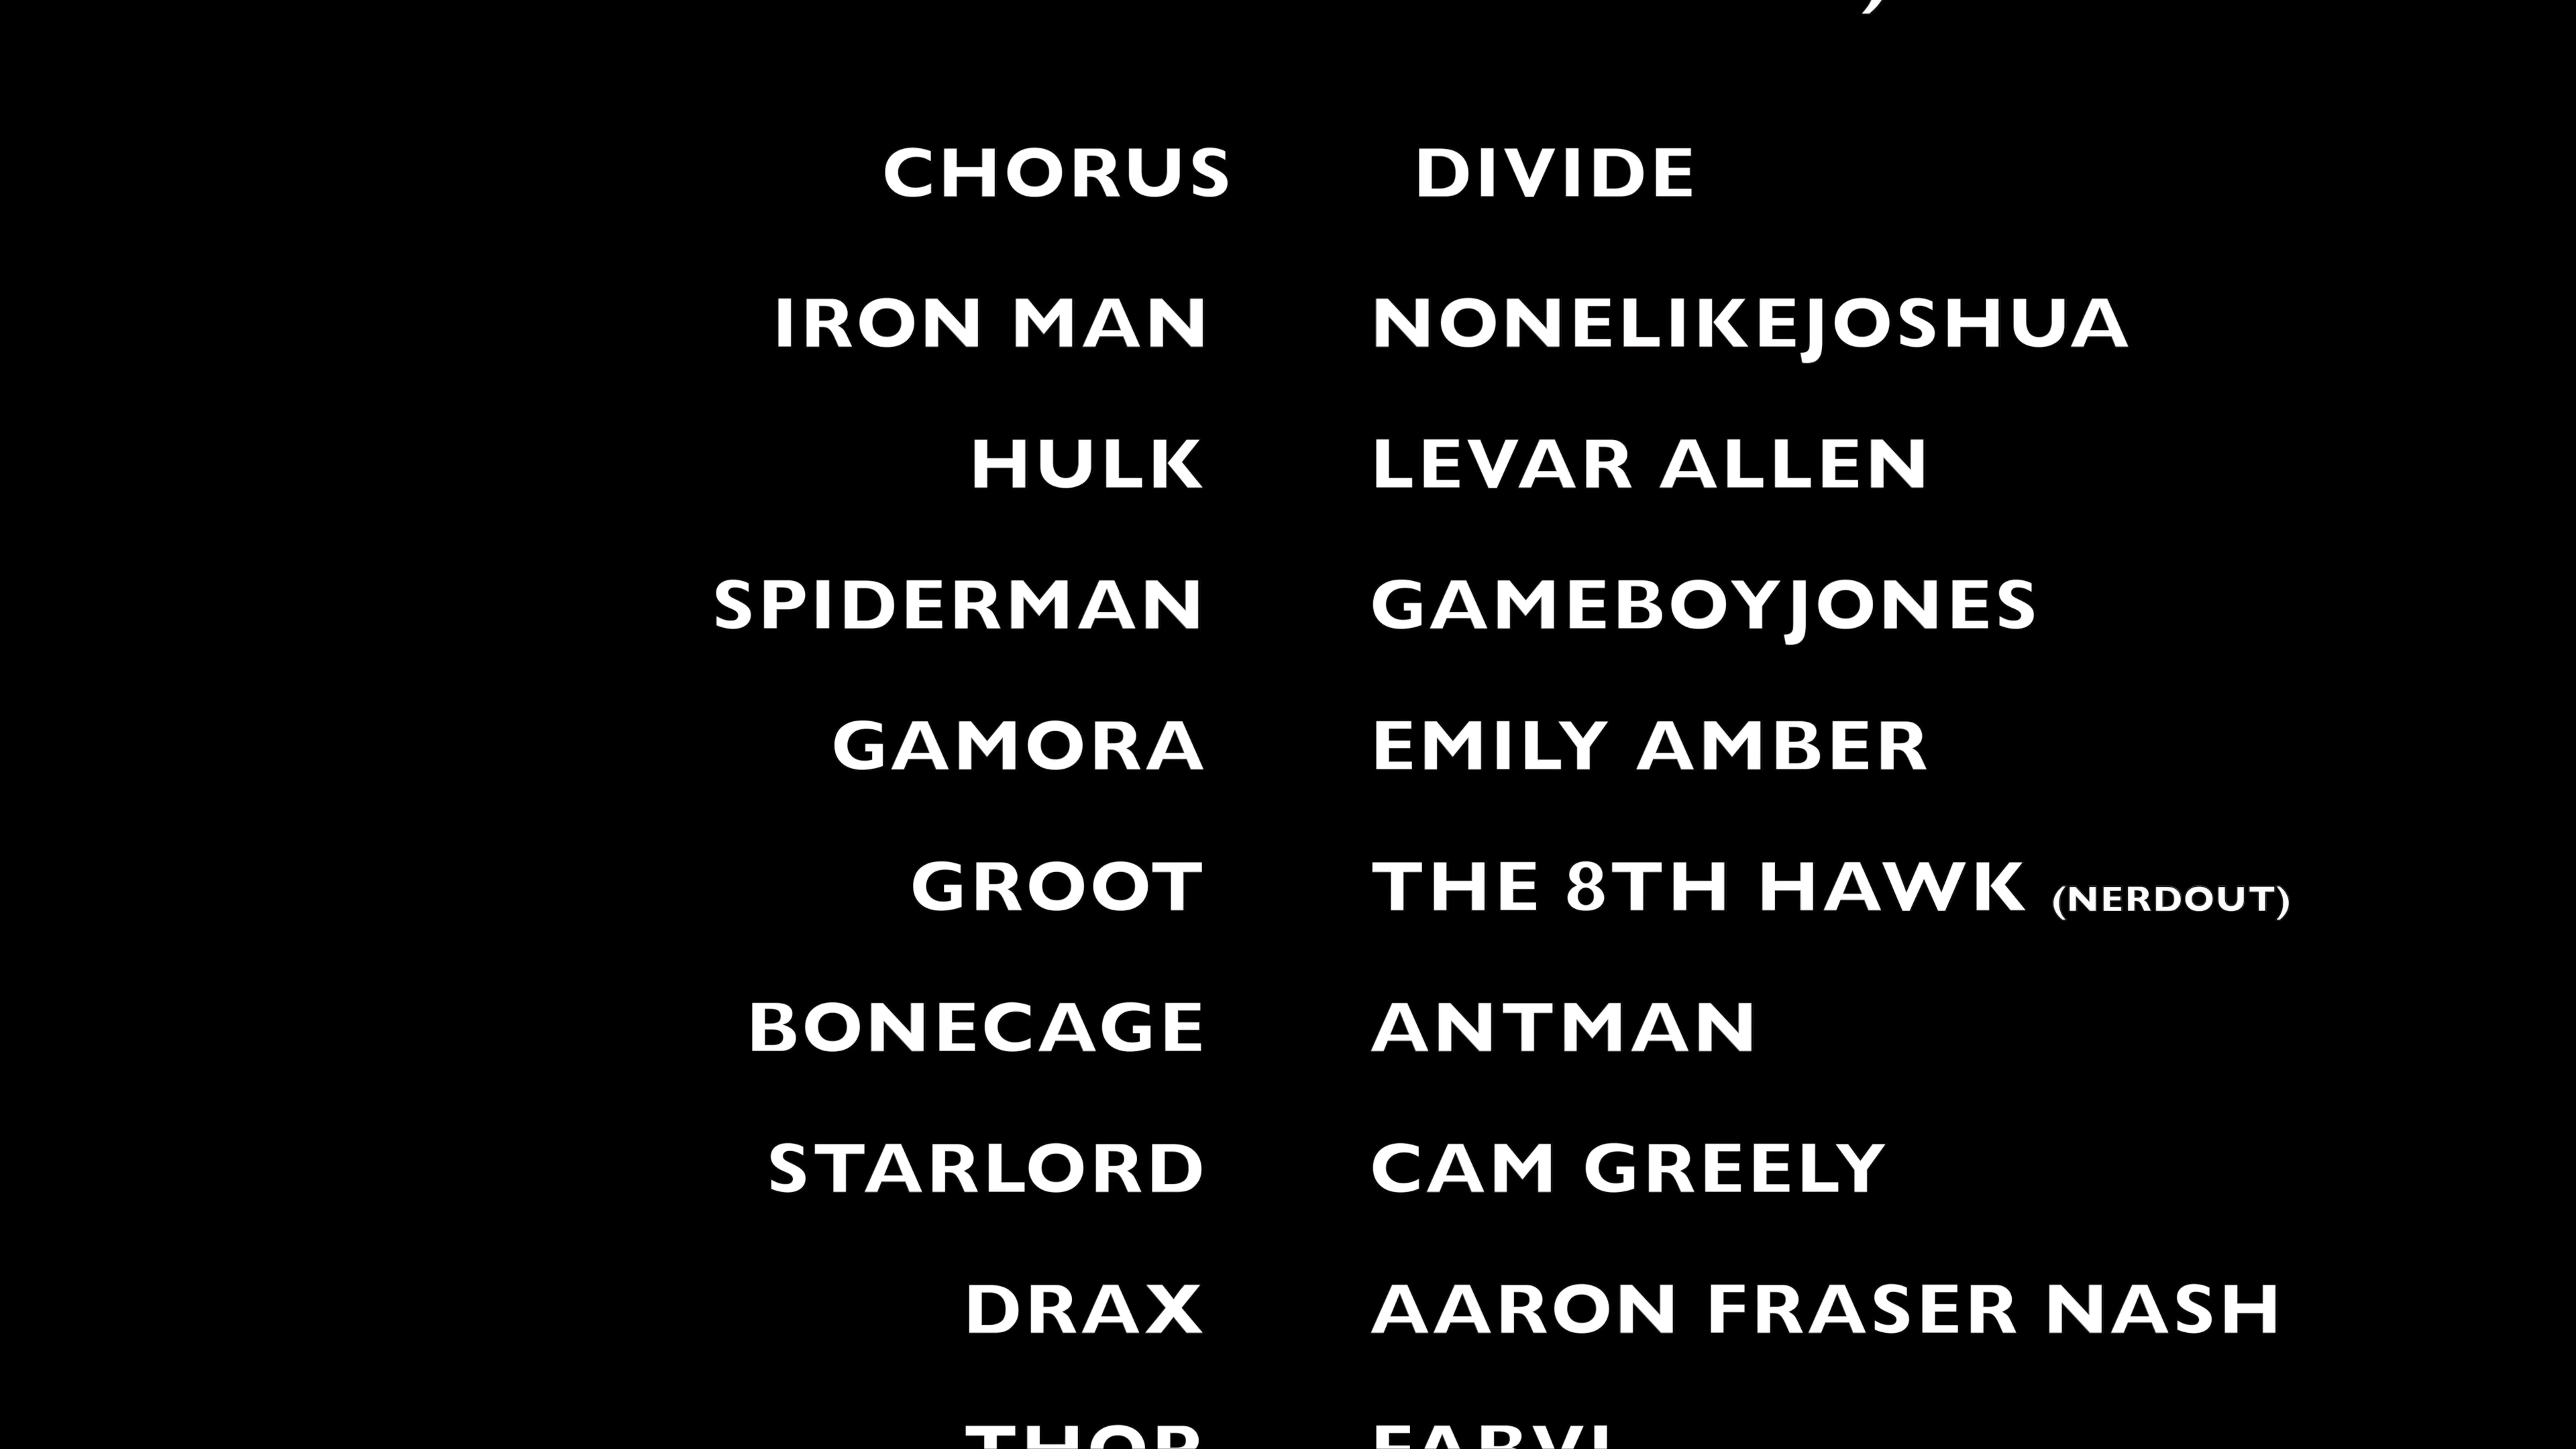 CHORUS DIVIDE
IRON MAN NONELIKEJOSHUA
HULK LEVAR ALLEN
SPIDERMAN GAMEBOYJONES
GAMORA EMILY AMBER
GROOT THE 8TH HAWK (NERDOUT)
BONECAGE ANTMAN
STARLORD CAM GREELY
DRAX AARON FRASER NASH
THOR